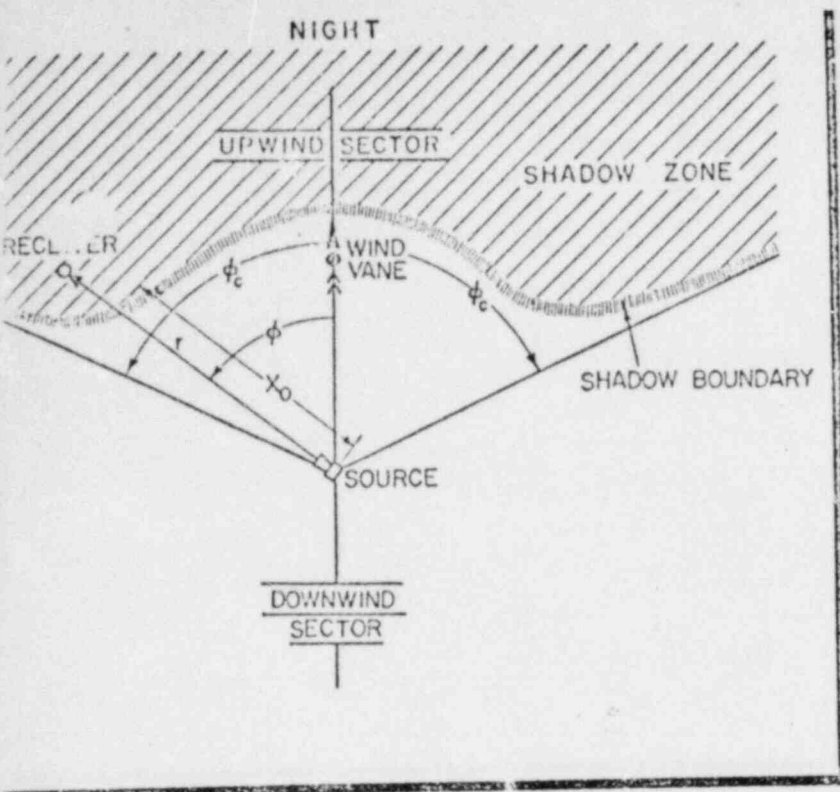 NIGHT
UPWIND SECTOR
SHADOW ZONE
WIND
VANE
ϕc
ϕc
ϕ
r
X₀
SHADOW BOUNDARY
SOURCE
DOWNWIND
SECTOR